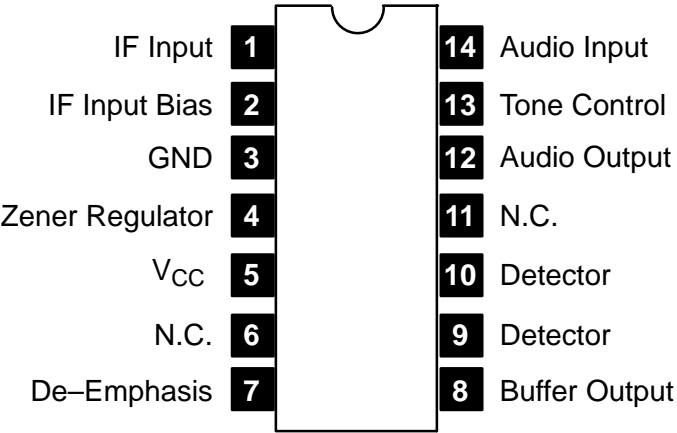 IF Input 1 14 Audio Input
IF Input Bias 2 13 Tone Control
GND 3 12 Audio Output
Zener Regulator 4 11 N.C.
VCC 5 10 Detector
N.C. 6 9 Detector
De–Emphasis 7 8 Buffer Output